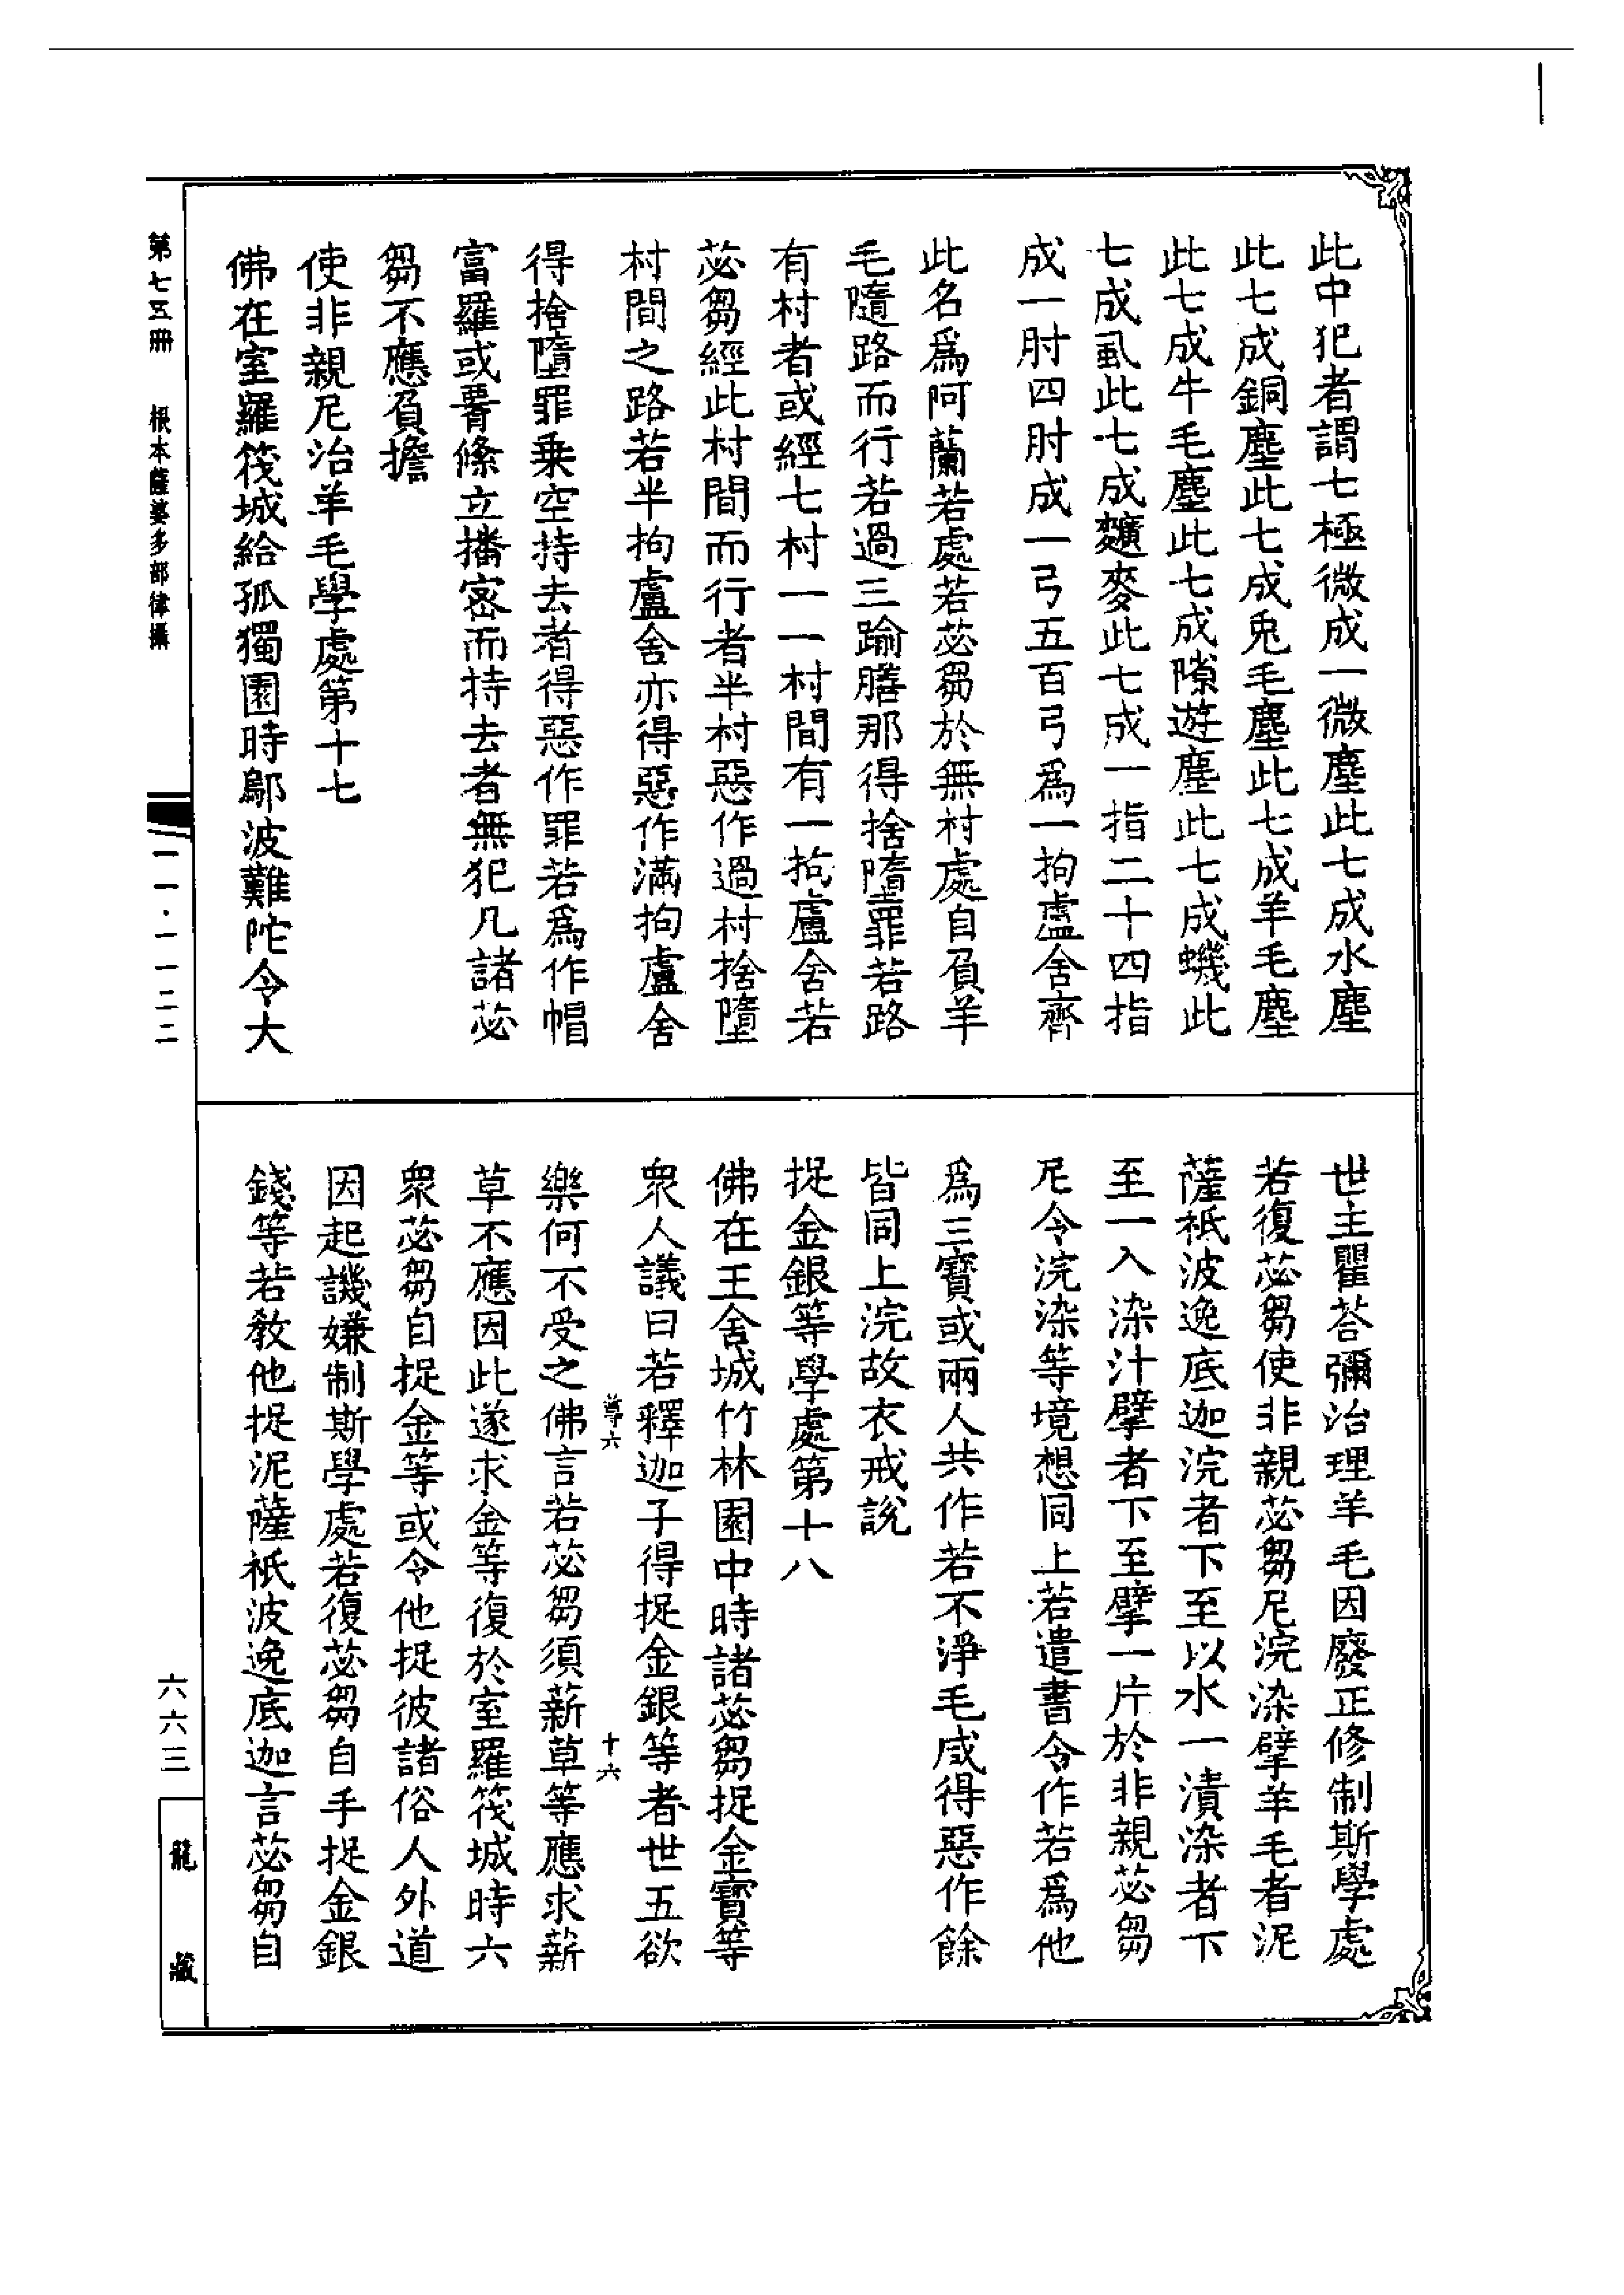 此中犯者謂七極微成一微塵此七成水塵
此七成銅塵此七成兎毛塵此七成羊毛塵
此七成牛毛塵此七成隙遊塵此七成蟣此
七成虱此七成䵃麥此七成一指二十四指
成一肘四肘成一弓五百弓爲一拘盧舍齊
此名爲阿蘭若處若苾芻於無村處自負羊
毛隨路而行若過三踰膳那得捨墮罪若路
有村者或經七村一一村間有一拘盧舍若
苾芻經此村間而行者半村惡作過村捨墮
村間之路若半拘盧舍亦得惡作滿拘盧舍
得捨墮罪乗空持去者得惡作罪若爲作帽
富羅或䯗絛立播密而持去者無犯凡諸苾
芻不應負擔
使非親尼治羊毛學處第十七
佛在室羅筏城給孤獨園時鄔波難陀令大
世主瞿荅彌治理羊毛因廢正修制斯學處
若復苾芻使非親苾芻尼浣染擘羊毛者泥
薩祇波逸底迦浣者下至以水一漬染者下
至一入染汁擘者下至擘一片於非親苾芻
尼令浣染等境想同上若遣書令作若爲他
爲三寶或兩人共作若不淨毛咸得惡作餘
皆同上浣故衣戒說
捉金銀等學處第十八
佛在王舍城竹林園中時諸苾芻捉金寶等
衆人議曰若釋迦子得捉金銀等者世五欲
樂何不受之佛言若苾芻須薪草等應求薪
草不應因此遂求金等復於室羅筏城時六
衆苾芻自捉金等或令他捉彼諸俗人外道
因起譏嫌制斯學處若復苾芻自手捉金銀
錢等若教他捉泥薩祇波逸底迦言苾芻自
尊六
十六
第七五冊 根本薩婆多部律攝
一一·一一二二
六六三
龍藏